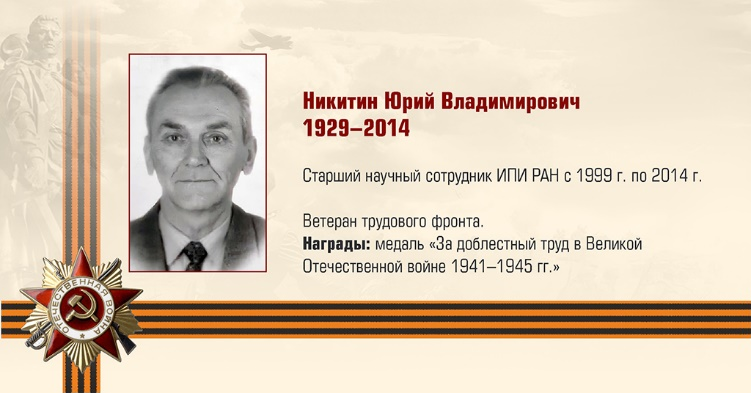 Никитин Юрий Владимирович
1929–2014
Старший научный сотрудник ИПИ РАН с 1999 г. по 2014 г.
Ветеран трудового фронта.
Награды: медаль «За доблестный труд в Великой
Отечественной войне 1941–1945 гг.»
ОТЕЧЕСТВЕННАЯ ВОЙНА